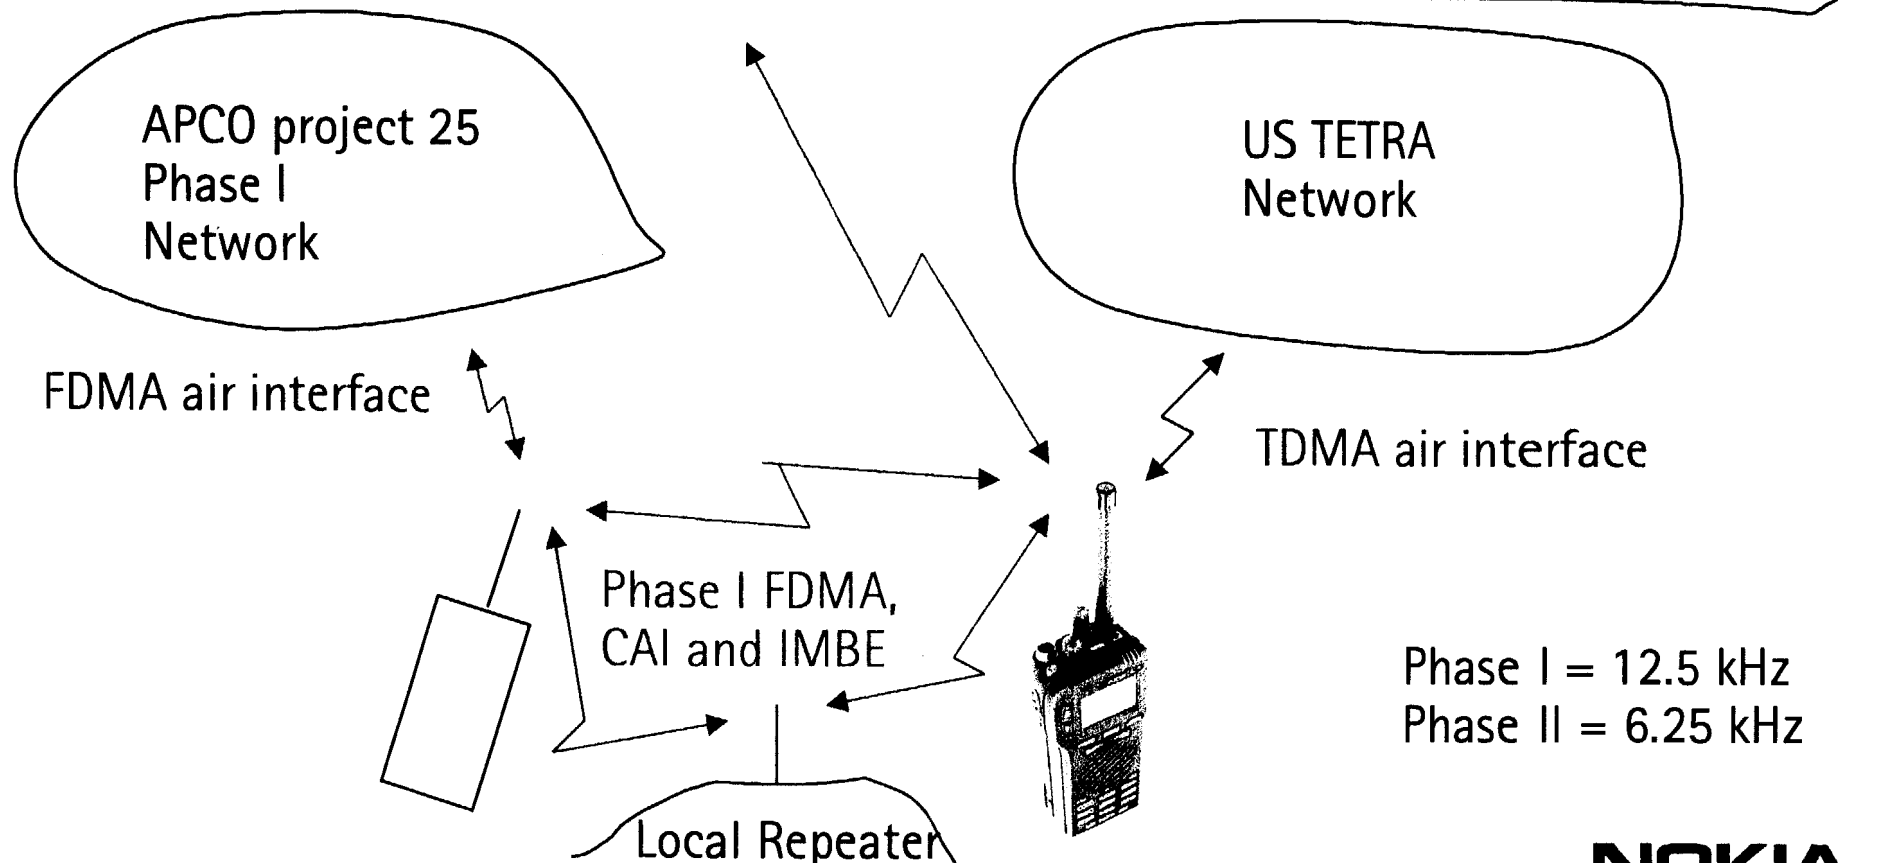 APCO project 25
Phase I
Network
US TETRA
Network
FDMA air interface
TDMA air interface
Phase I FDMA,
CAI and IMBE
Phase I = 12.5 kHz
Phase II = 6.25 kHz
Local Repeater
NOKIA